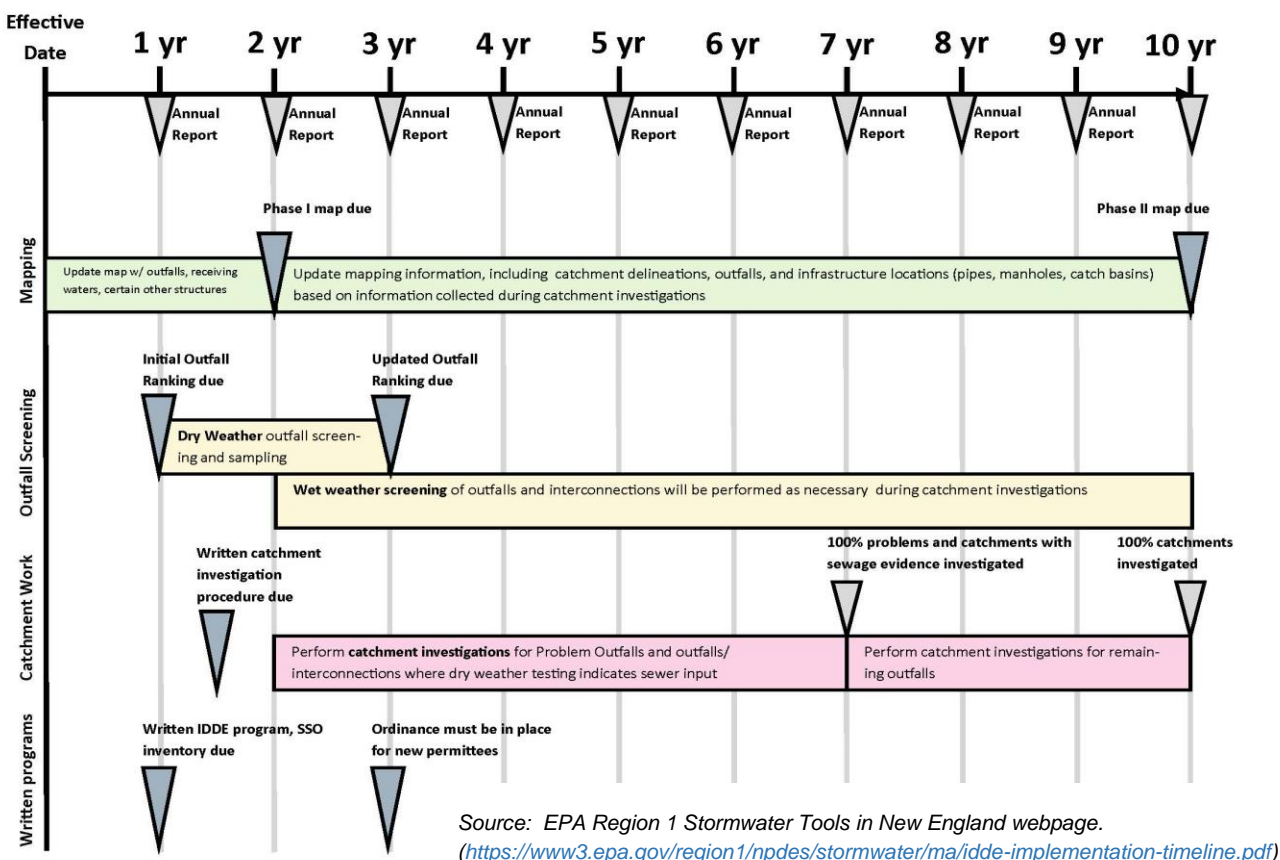 Effective
Date
1 yr
2 yr
3 yr
4 yr
5 yr
6 yr
7 yr
8 yr
9 yr
10 yr
Annual
Report
Annual
Report
Annual
Report
Annual
Report
Annual
Report
Annual
Report
Annual
Report
Annual
Report
Annual
Report
Mapping
Phase I map due
Phase II map due
Update map w/ outfalls, receiving
waters, certain other structures
Update mapping information, including catchment delineations, outfalls, and infrastructure locations (pipes, manholes, catch basins)
based on information collected during catchment investigations
Outfall Screening
Initial Outfall
Ranking due
Updated Outfall
Ranking due
Dry Weather outfall screen-
ing and sampling
Wet weather screening of outfalls and interconnections will be performed as necessary during catchment investigations
Catchment Work
Written catchment
investigation
procedure due
100% problems and catchments with
sewage evidence investigated
100% catchments
investigated
Perform catchment investigations for Problem Outfalls and outfalls/
interconnections where dry weather testing indicates sewer input
Perform catchment investigations for remain-
ing outfalls
Written programs
Written IDDE program, SSO
inventory due
Ordinance must be in place
for new permittees
Source: EPA Region 1 Stormwater Tools in New England webpage.
(https://www3.epa.gov/region1/npdes/stormwater/ma/idde-implementation-timeline.pdf)